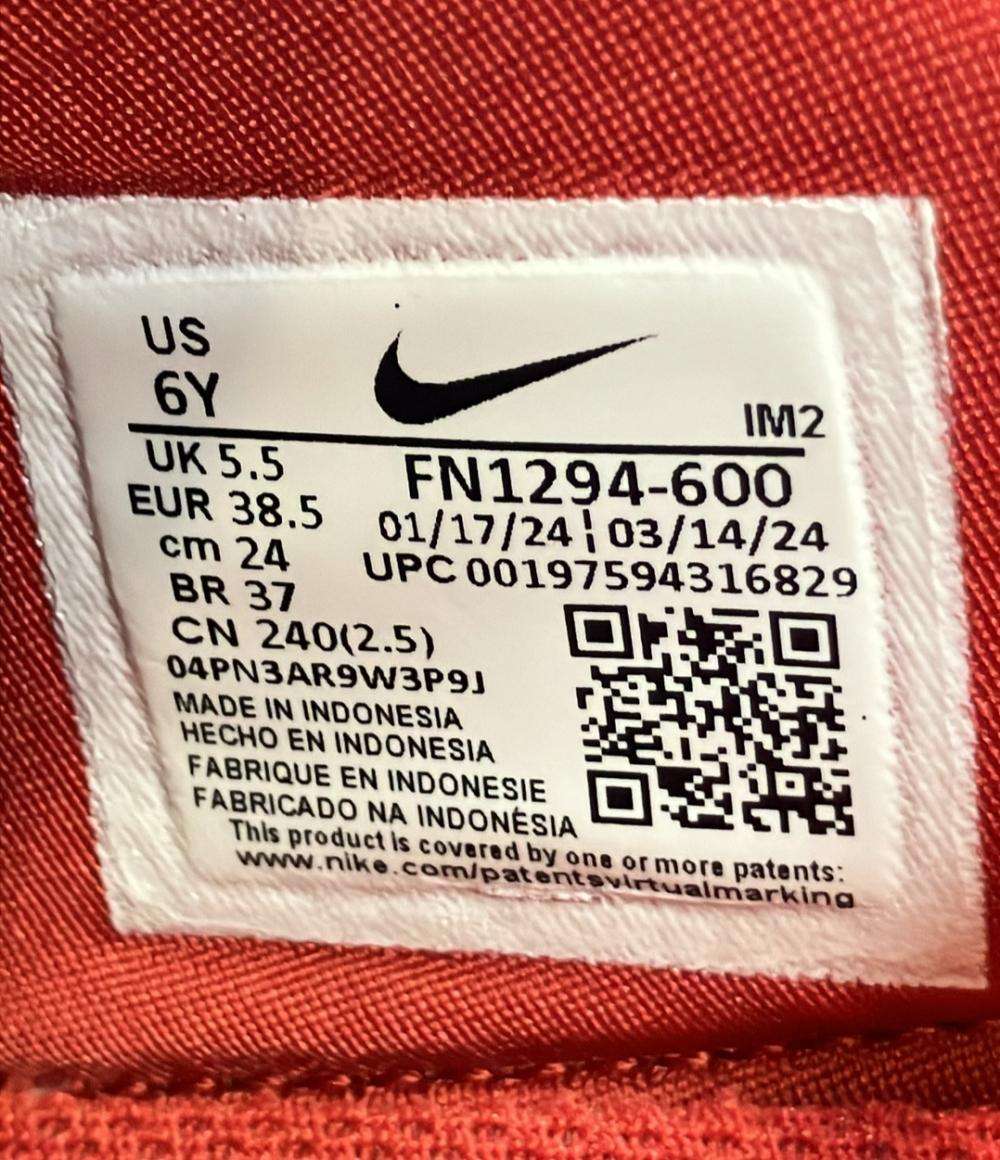 US
6Y
IM2
UK 5.5
EUR 38.5
cm 24
BR 37
CN 240(2.5)
FN1294-600
01/17/24 ¦ 03/14/24
UPC 00197594316829
04PN3AR9W3P9J
MADE IN INDONESIA
HECHO EN INDONESIA
FABRIQUE EN INDONESIE
FABRICADO NA INDONÉSIA
This product is covered by one or more patents:
www.nike.com/patentsvirtualmarking